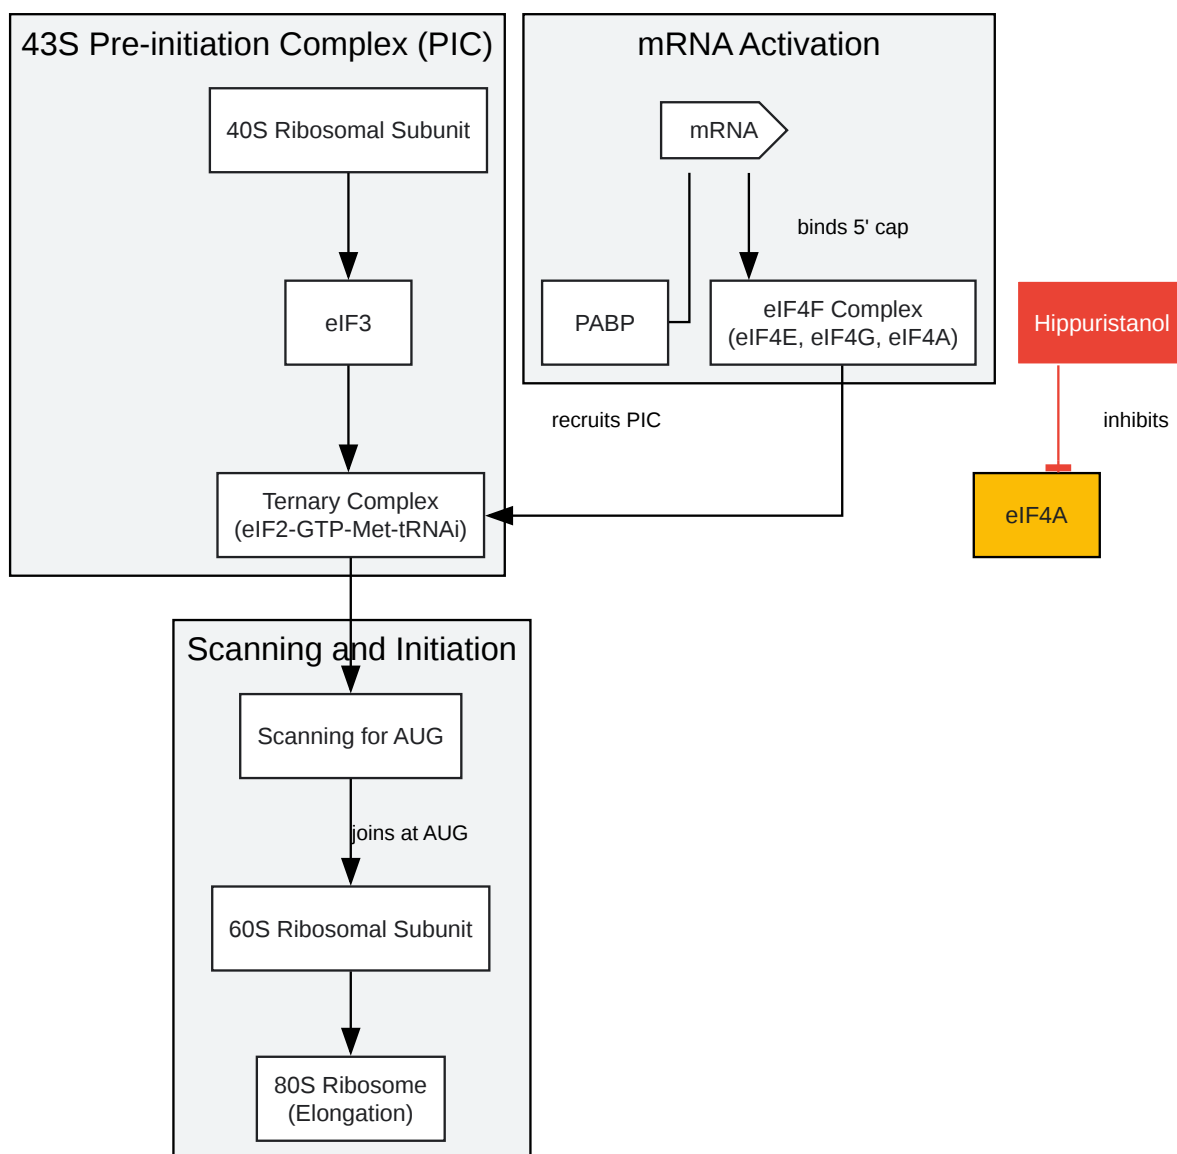 43S Pre-initiation Complex (PIC)
40S Ribosomal Subunit
eIF3
Ternary Complex
(eIF2-GTP-Met-tRNAi)
mRNA Activation
mRNA
binds 5' cap
PABP
eIF4F Complex
(eIF4E, eIF4G, eIF4A)
recruits PIC
Hippuristanol
inhibits
eIF4A
Scanning and Initiation
Scanning for AUG
joins at AUG
60S Ribosomal Subunit
80S Ribosome
(Elongation)